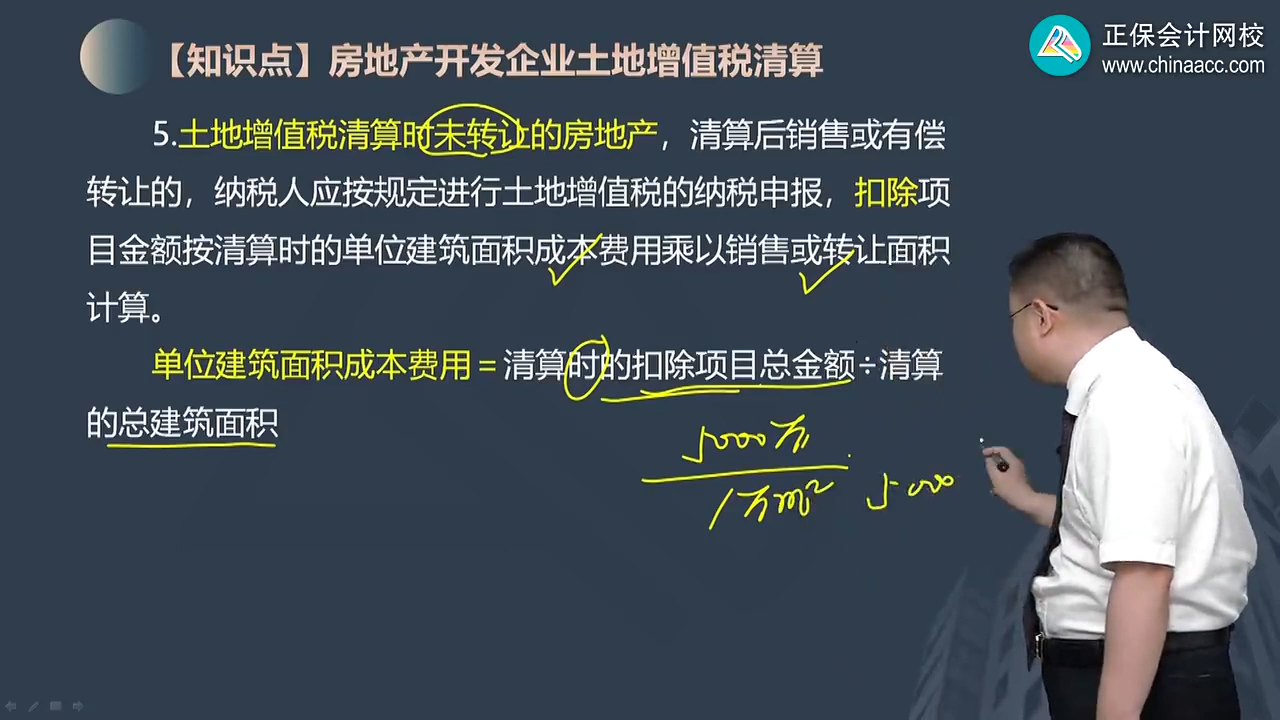 【知识点】房地产开发企业土地增值税清算
正保会计网校
www.chinaacc.com
5.土地增值税清算时未转让的房地产，清算后销售或有偿
转让的，纳税人应按规定进行土地增值税的纳税申报，扣除项
目金额按清算时的单位建筑面积成本费用乘以销售或转让面积
计算。
单位建筑面积成本费用＝清算时的扣除项目总金额÷清算
的总建筑面积
5000万
1万m²
5000